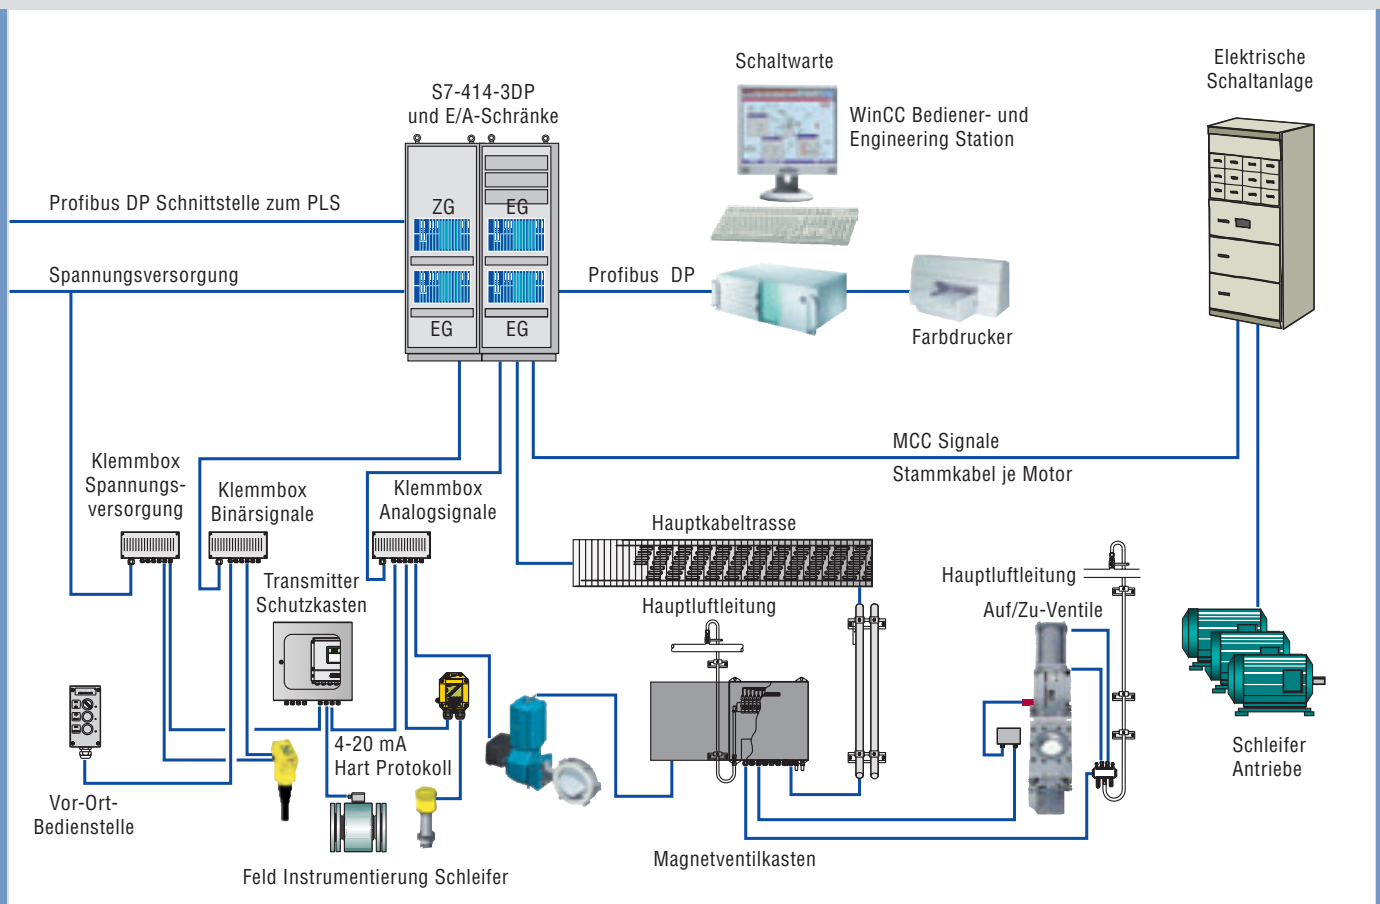 Schaltwarte
Elektrische
Schaltanlage
S7-414-3DP
und E/A-Schränke
WinCC Bediener- und
Engineering Station
Profibus DP Schnittstelle zum PLS
ZG
EG
Spannungsversorgung
Profibus DP
EG
EG
Farbdrucker
MCC Signale
Stammkabel je Motor
Klemmbox
Spannungs-
versorgung
Klemmbox
Binärsignale
Klemmbox
Analogsignale
Hauptkabeltrasse
Transmitter
Schutzkasten
Hauptluftleitung
Hauptluftleitung
Auf/Zu-Ventile
4-20 mA
Hart Protokoll
Schleifer
Antriebe
Vor-Ort-
Bedienstelle
Magnetventilkasten
Feld Instrumentierung Schleifer